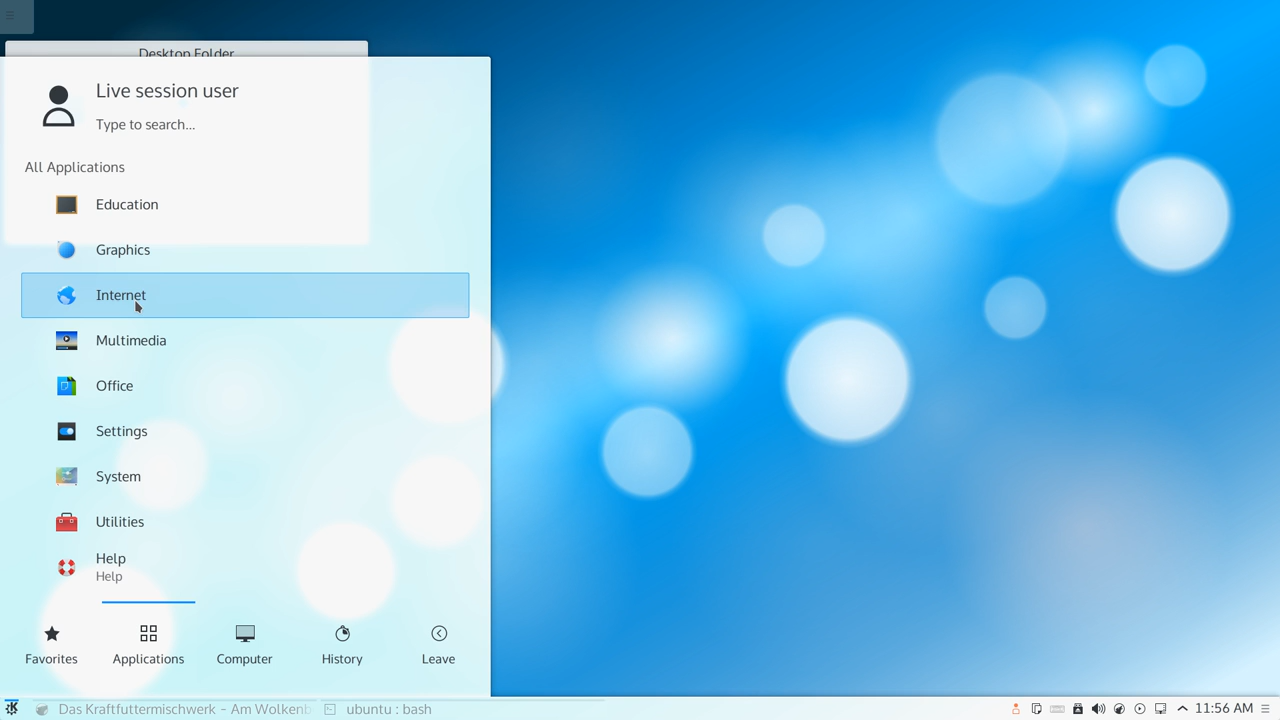 Desktop Folder
Live session user
Type to search...
All Applications
Education
Graphics
Internet
Multimedia
Office
Settings
System
Utilities
Help
Help
Favorites
Applications
Computer
History
Leave
Das Kraftfuttermischwerk - Am Wolkenb
ubuntu : bash
11:56 AM